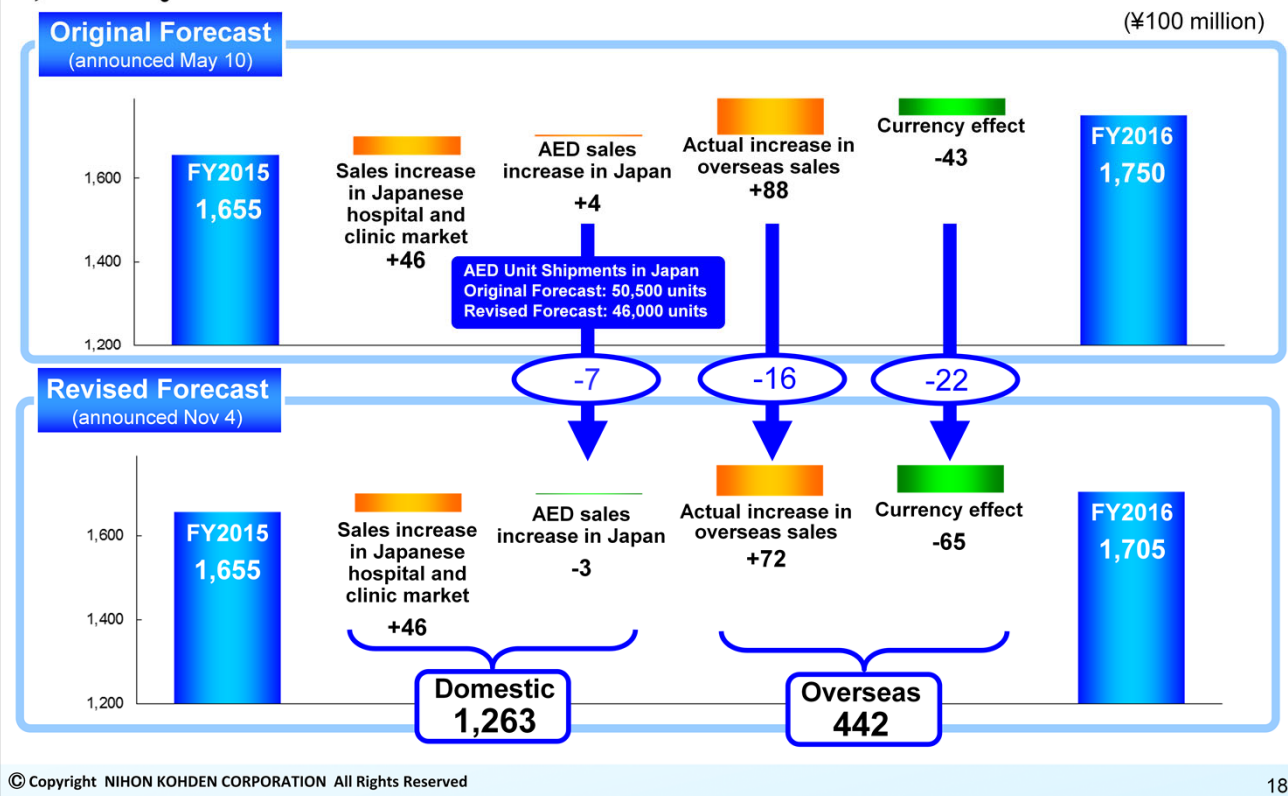 (¥100 million)
Original Forecast
(announced May 10)
1,600
1,400
1,200
FY2015
1,655
Sales increase
in Japanese
hospital and
clinic market
+46
AED sales
increase in Japan
+4
Actual increase in
overseas sales
+88
Currency effect
-43
FY2016
1,750
AED Unit Shipments in Japan
Original Forecast: 50,500 units
Revised Forecast: 46,000 units
-7
-16
-22
Revised Forecast
(announced Nov 4)
1,600
1,400
1,200
FY2015
1,655
Sales increase
in Japanese
hospital and
clinic market
+46
AED sales
increase in Japan
-3
Actual increase in
overseas sales
+72
Currency effect
-65
FY2016
1,705
Domestic
1,263
Overseas
442
© Copyright NIHON KOHDEN CORPORATION All Rights Reserved
18